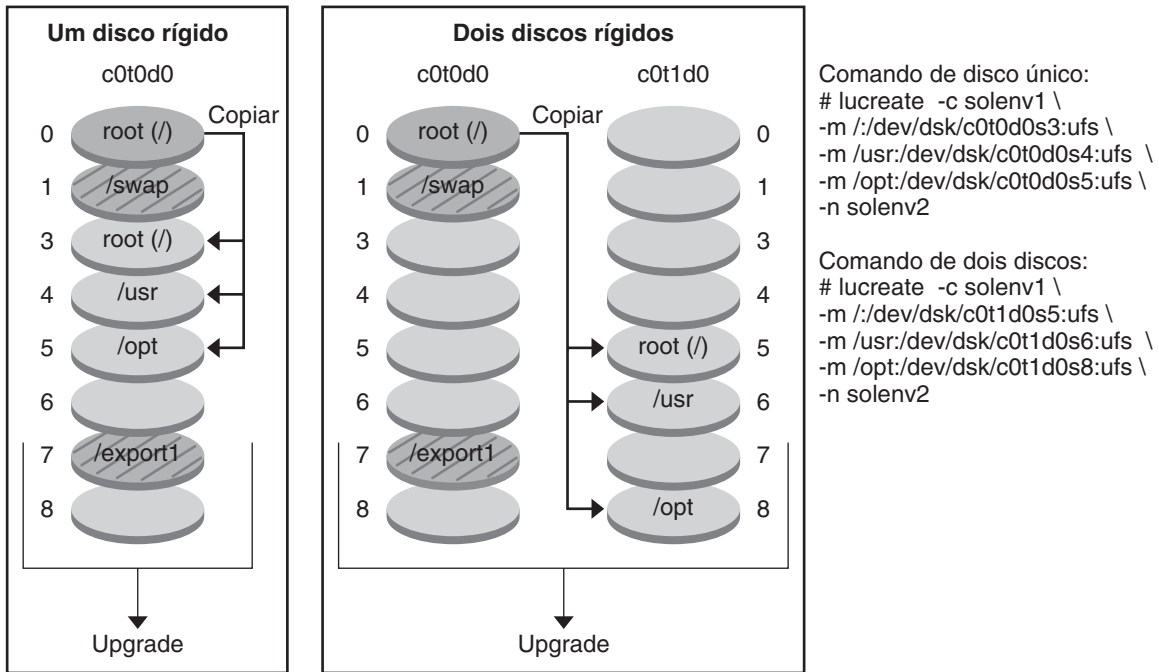 Um disco rígido
c0t0d0
Copiar
0 root (/)
1 /swap
3 root (/)
4 /usr
5 /opt
6
7 /export1
8
Upgrade
Dois discos rígidos
c0t0d0 c0t1d0
Copiar
0 root (/) 0
1 /swap 1
3 3
4 4
5 root (/) 5
6 /usr 6
7 /export1 7
8 /opt 8
Upgrade
Comando de disco único:
# lucreate -c solenv1 \
-m /:/dev/dsk/c0t0d0s3:ufs \
-m /usr:/dev/dsk/c0t0d0s4:ufs \
-m /opt:/dev/dsk/c0t0d0s5:ufs \
-n solenv2
Comando de dois discos:
# lucreate -c solenv1 \
-m /:/dev/dsk/c0t1d0s5:ufs \
-m /usr:/dev/dsk/c0t1d0s6:ufs \
-m /opt:/dev/dsk/c0t1d0s8:ufs \
-n solenv2